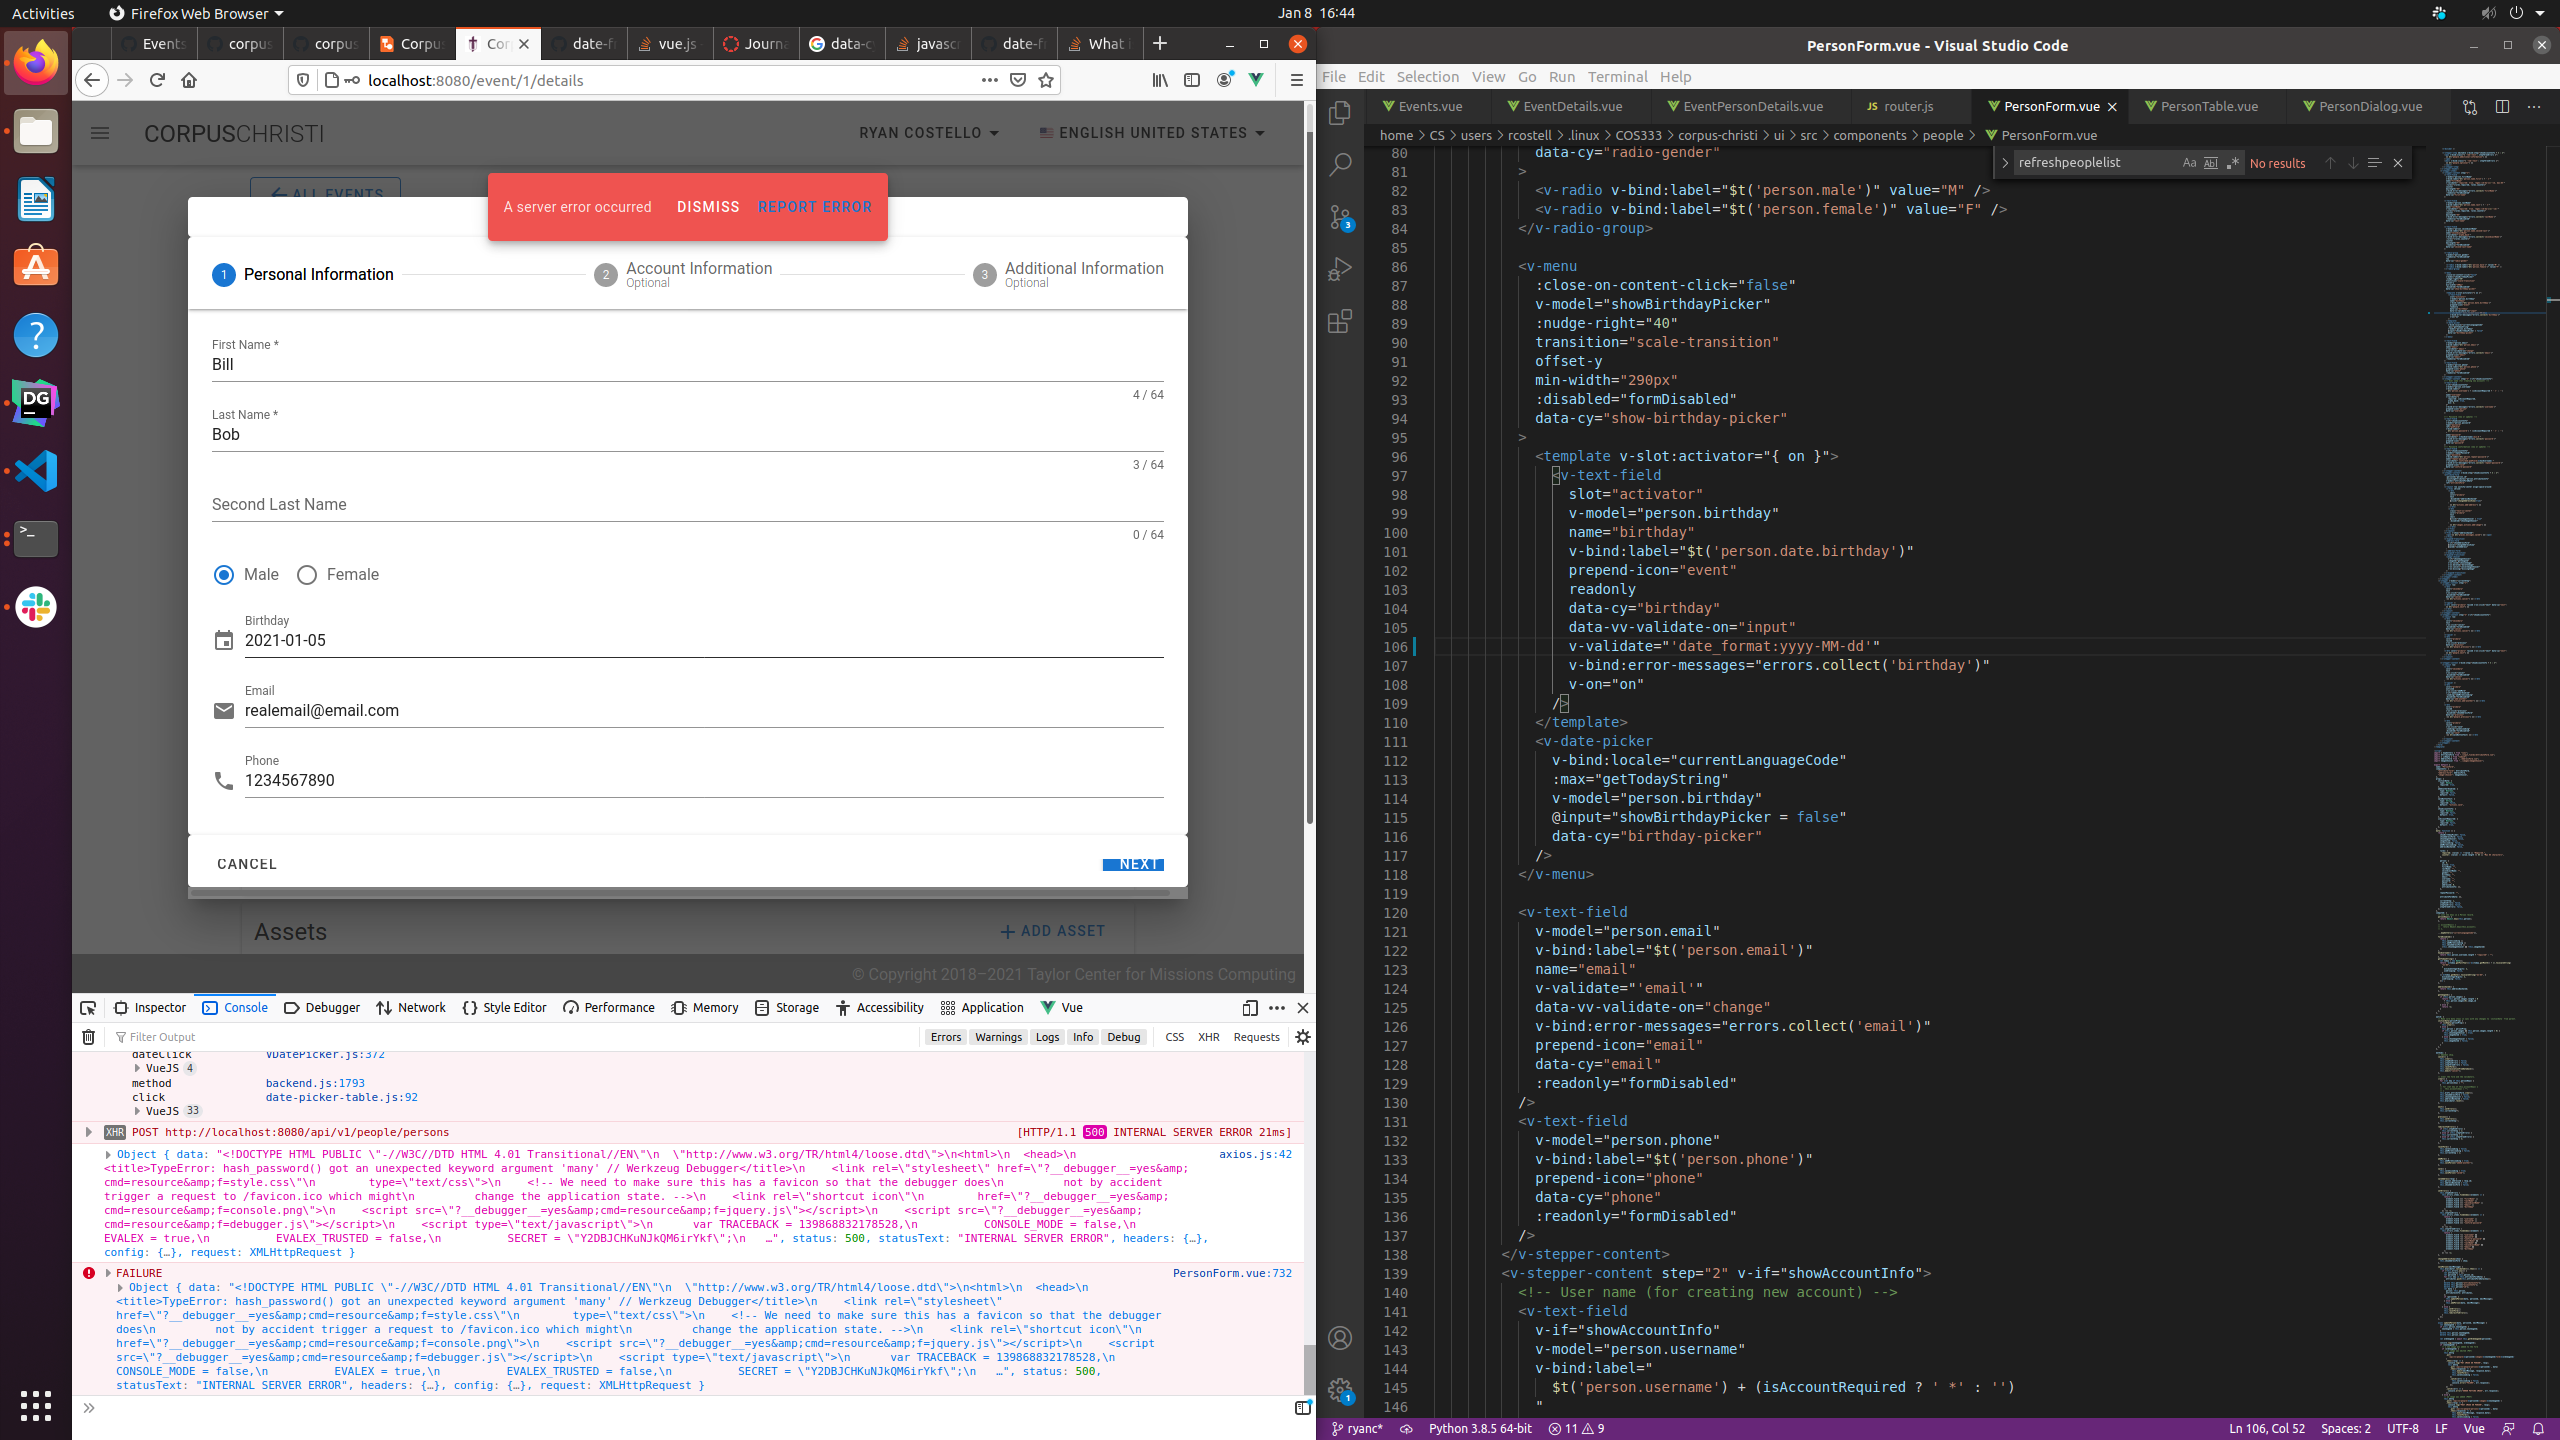 Activities
Firefox Web Browser
Jan 8 16:44
Events
corpus
corpus
Corpu
Cor
date-f
vue.js
Journa
data-c
javascr
date-f
What i
localhost:8080/event/1/details
CORPUSCHRISTI
RYAN COSTELLO
ENGLISH UNITED STATES
ALL EVENTS
A server error occurred
DISMISS
REPORT ERROR
1
Personal Information
2
Account Information
Optional
3
Additional Information
Optional
First Name *
Bill
4 / 64
Last Name *
Bob
3 / 64
Second Last Name
0 / 64
Male
Female
Birthday
2021-01-05
Email
realemail@email.com
Phone
1234567890
CANCEL
NEXT
Assets
ADD ASSET
© Copyright 2018–2021 Taylor Center for Missions Computing
Inspector
Console
Debugger
Network
Style Editor
Performance
Memory
Storage
Accessibility
Application
Vue
Filter Output
Errors
Warnings
Logs
Info
Debug
CSS
XHR
Requests
dateClick VDatePicker.js:372
VueJS 4
method backend.js:1793
click date-picker-table.js:92
VueJS 33
XHR POST http://localhost:8080/api/v1/people/persons [HTTP/1.1 500 INTERNAL SERVER ERROR 21ms]
Object { data: "<!DOCTYPE HTML PUBLIC \"-//W3C//DTD HTML 4.01 Transitional//EN\"\n \"http://www.w3.org/TR/html4/loose.dtd\">\n<html>\n <head>\n axios.js:42
<title>TypeError: hash_password() got an unexpected keyword argument 'many' // Werkzeug Debugger</title>\n <link rel=\"stylesheet\" href=\"?__debugger__=yes&amp;
cmd=resource&amp;f=style.css\"\n type=\"text/css\">\n <!-- We need to make sure this has a favicon so that the debugger does\n not by accident
trigger a request to /favicon.ico which might\n change the application state. -->\n <link rel=\"shortcut icon\"\n href=\"?__debugger__=yes&amp;
cmd=resource&amp;f=console.png\">\n <script src=\"?__debugger__=yes&amp;cmd=resource&amp;f=jquery.js\"></script>\n <script src=\"?__debugger__=yes&amp;
cmd=resource&amp;f=debugger.js\"></script>\n <script type=\"text/javascript\">\n var TRACEBACK = 139868832178528,\n CONSOLE_MODE = false,\n
EVALEX = true,\n EVALEX_TRUSTED = false,\n SECRET = \"Y2DBJCHKuNJkQM6irYkf\";\n …", status: 500, statusText: "INTERNAL SERVER ERROR", headers: {…},
config: {…}, request: XMLHttpRequest }
FAILURE PersonForm.vue:732
Object { data: "<!DOCTYPE HTML PUBLIC \"-//W3C//DTD HTML 4.01 Transitional//EN\"\n \"http://www.w3.org/TR/html4/loose.dtd\">\n<html>\n <head>\n
<title>TypeError: hash_password() got an unexpected keyword argument 'many' // Werkzeug Debugger</title>\n <link rel=\"stylesheet\"
href=\"?__debugger__=yes&amp;cmd=resource&amp;f=style.css\"\n type=\"text/css\">\n <!-- We need to make sure this has a favicon so that the debugger
does\n not by accident trigger a request to /favicon.ico which might\n change the application state. -->\n <link rel=\"shortcut icon\"\n
href=\"?__debugger__=yes&amp;cmd=resource&amp;f=console.png\">\n <script src=\"?__debugger__=yes&amp;cmd=resource&amp;f=jquery.js\"></script>\n <script
src=\"?__debugger__=yes&amp;cmd=resource&amp;f=debugger.js\"></script>\n <script type=\"text/javascript\">\n var TRACEBACK = 139868832178528,\n
CONSOLE_MODE = false,\n EVALEX = true,\n EVALEX_TRUSTED = false,\n SECRET = \"Y2DBJCHKuNJkQM6irYkf\";\n …", status: 500,
statusText: "INTERNAL SERVER ERROR", headers: {…}, config: {…}, request: XMLHttpRequest }
PersonForm.vue - Visual Studio Code
File Edit Selection View Go Run Terminal Help
Events.vue
EventDetails.vue
EventPersonDetails.vue
JS router.js
PersonForm.vue
PersonTable.vue
PersonDialog.vue
home > CS > users > rcostell > .linux > COS333 > corpus-christi > ui > src > components > people > PersonForm.vue
refreshpeoplelist
Aa Abl .*
No results
3
1
80 data-cy="radio-gender"
81 >
82 <v-radio v-bind:label="$t('person.male')" value="M" />
83 <v-radio v-bind:label="$t('person.female')" value="F" />
84 </v-radio-group>
85
86 <v-menu
87 :close-on-content-click="false"
88 v-model="showBirthdayPicker"
89 :nudge-right="40"
90 transition="scale-transition"
91 offset-y
92 min-width="290px"
93 :disabled="formDisabled"
94 data-cy="show-birthday-picker"
95 >
96 <template v-slot:activator="{ on }">
97 <v-text-field
98 slot="activator"
99 v-model="person.birthday"
100 name="birthday"
101 v-bind:label="$t('person.date.birthday')"
102 prepend-icon="event"
103 readonly
104 data-cy="birthday"
105 data-vv-validate-on="input"
106 v-validate="'date_format:yyyy-MM-dd'"
107 v-bind:error-messages="errors.collect('birthday')"
108 v-on="on"
109 />
110 </template>
111 <v-date-picker
112 v-bind:locale="currentLanguageCode"
113 :max="getTodayString"
114 v-model="person.birthday"
115 @input="showBirthdayPicker = false"
116 data-cy="birthday-picker"
117 />
118 </v-menu>
119
120 <v-text-field
121 v-model="person.email"
122 v-bind:label="$t('person.email')"
123 name="email"
124 v-validate="'email'"
125 data-vv-validate-on="change"
126 v-bind:error-messages="errors.collect('email')"
127 prepend-icon="email"
128 data-cy="email"
129 :readonly="formDisabled"
130 />
131 <v-text-field
132 v-model="person.phone"
133 v-bind:label="$t('person.phone')"
134 prepend-icon="phone"
135 data-cy="phone"
136 :readonly="formDisabled"
137 />
138 </v-stepper-content>
139 <v-stepper-content step="2" v-if="showAccountInfo">
140 <!-- User name (for creating new account) -->
141 <v-text-field
142 v-if="showAccountInfo"
143 v-model="person.username"
144 v-bind:label="
145 $t('person.username') + (isAccountRequired ? ' *' : '')
146 "
ryanc*
Python 3.8.5 64-bit
11 9
Ln 106, Col 52
Spaces: 2
UTF-8
LF
Vue